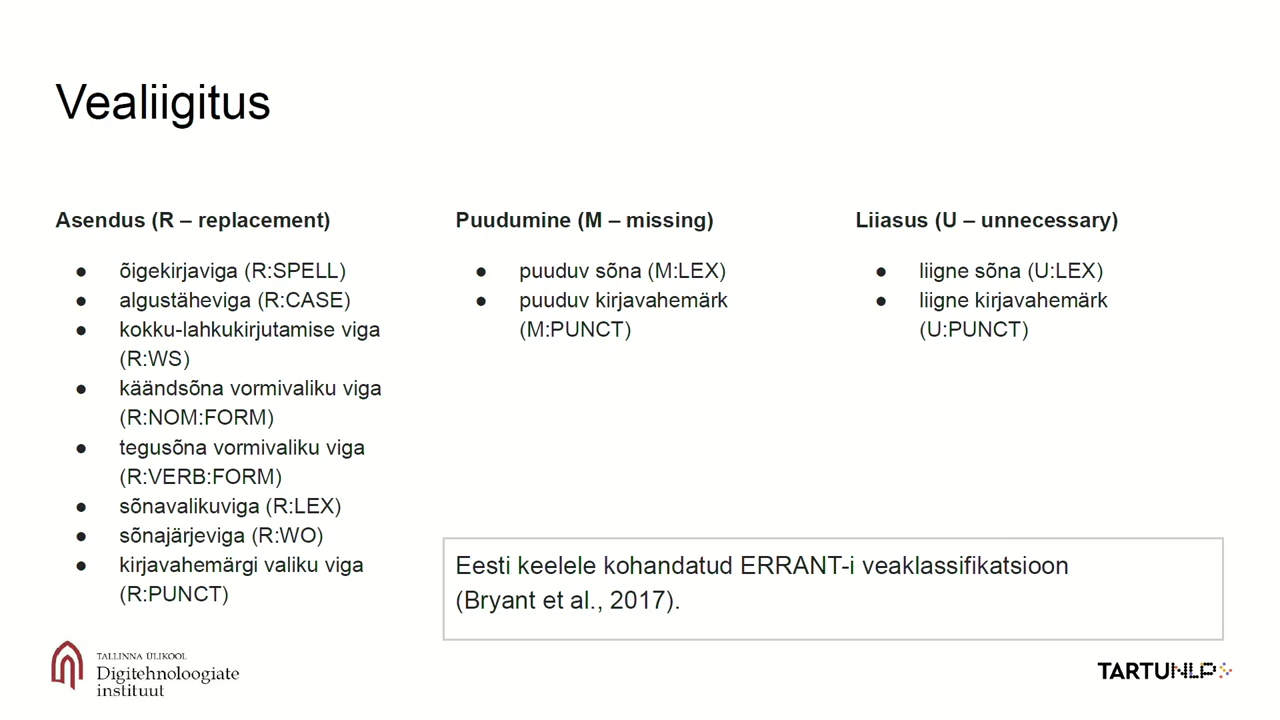 Vealiigitus
Asendus (R – replacement)
● õigekirjaviga (R:SPELL)
● algustäheviga (R:CASE)
● kokku-lahkukirjutamise viga
(R:WS)
● käändsõna vormivaliku viga
(R:NOM:FORM)
● tegusõna vormivaliku viga
(R:VERB:FORM)
● sõnavalikuviga (R:LEX)
● sõnajärjeviga (R:WO)
● kirjavahemärgi valiku viga
(R:PUNCT)
Puudumine (M – missing)
● puuduv sõna (M:LEX)
● puuduv kirjavahemärk
(M:PUNCT)
Liiasus (U – unnecessary)
● liigne sõna (U:LEX)
● liigne kirjavahemärk
(U:PUNCT)
Eesti keelele kohandatud ERRANT-i veaklassifikatsioon
(Bryant et al., 2017).
TALLINNA ÜLIKOOL
Digitehnoloogiate
instituut
TARTUNLP